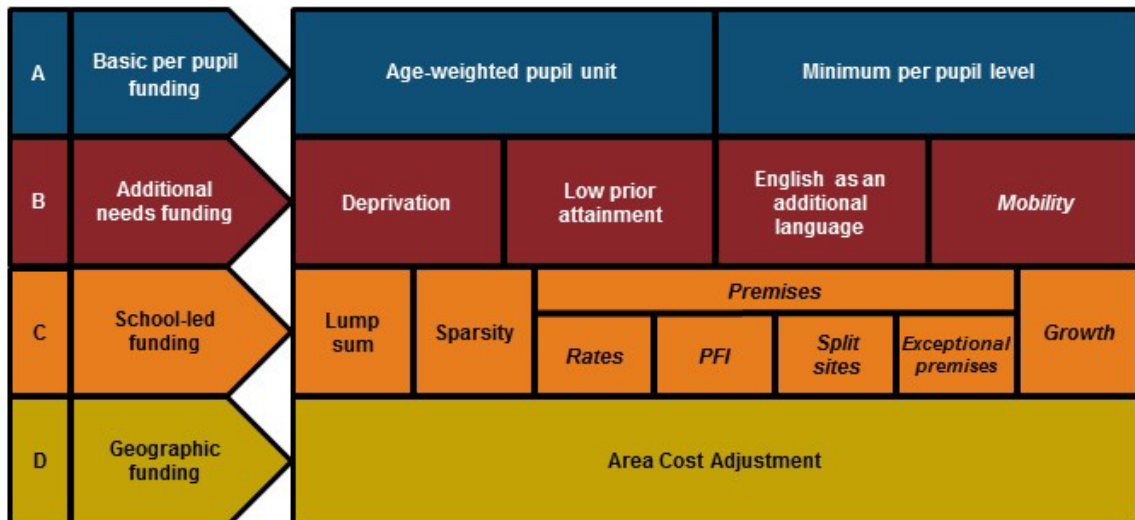 A
Basic per pupil
funding
Age-weighted pupil unit
Minimum per pupil level
B
Additional
needs funding
Deprivation
Low prior
attainment
English as an
additional
language
Mobility
C
School-led
funding
Lump
sum
Sparsity
Premises
Rates
PFI
Split
sites
Exceptional
premises
Growth
D
Geographic
funding
Area Cost Adjustment